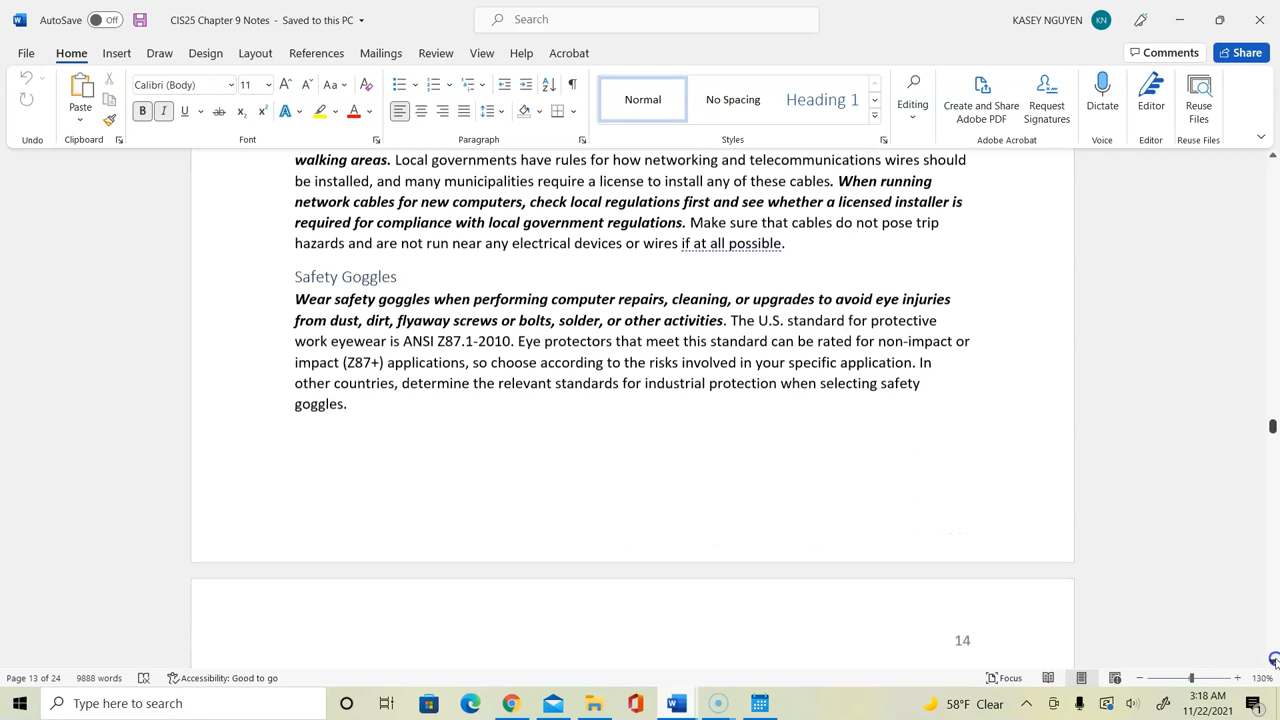 AutoSave Off CIS25 Chapter 9 Notes - Saved to this PC Search KASEY NGUYEN KN
File Home Insert Draw Design Layout References Mailings Review View Help Acrobat Comments Share
Calibri (Body) 11 A A Aa A Normal No Spacing Heading 1
Paste B I U ab x₂ x² A A Editing Create and Share Adobe PDF Request Signatures Dictate Editor Reuse Files
Undo Clipboard Font Paragraph Styles Adobe Acrobat Voice Editor Reuse Files
walking areas. Local governments have rules for how networking and telecommunications wires should
be installed, and many municipalities require a license to install any of these cables. When running
network cables for new computers, check local regulations first and see whether a licensed installer is
required for compliance with local government regulations. Make sure that cables do not pose trip
hazards and are not run near any electrical devices or wires if at all possible.
Safety Goggles
Wear safety goggles when performing computer repairs, cleaning, or upgrades to avoid eye injuries
from dust, dirt, flyaway screws or bolts, solder, or other activities. The U.S. standard for protective
work eyewear is ANSI Z87.1-2010. Eye protectors that meet this standard can be rated for non-impact or
impact (Z87+) applications, so choose according to the risks involved in your specific application. In
other countries, determine the relevant standards for industrial protection when selecting safety
goggles.
14
Page 13 of 24 9888 words Accessibility: Good to go Focus 130%
Type here to search 58°F Clear 3:18 AM
11/22/2021 1